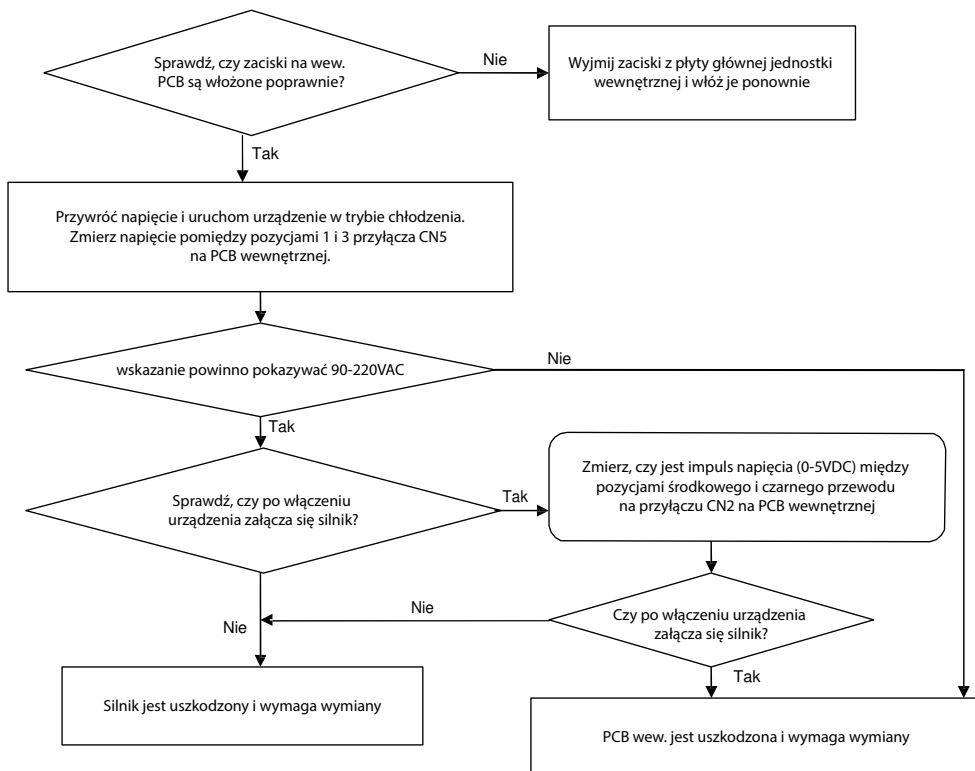 Sprawdź, czy zaciski na wew.
PCB są włożone poprawnie?
Nie
Wyjmij zaciski z płyty głównej jednostki
wewnętrznej i włóż je ponownie
Tak
Przywróć napięcie i uruchom urządzenie w trybie chłodzenia.
Zmierz napięcie pomiędzy pozycjami 1 i 3 przyłącza CN5
na PCB wewnętrznej.
wskazanie powinno pokazywać 90-220VAC
Nie
Tak
Sprawdź, czy po włączeniu
urządzenia załącza się silnik?
Tak
Zmierz, czy jest impuls napięcia (0-5VDC) między
pozycjami środkowego i czarnego przewodu
na przyłączu CN2 na PCB wewnętrznej
Nie
Czy po włączeniu urządzenia
załącza się silnik?
Nie
Tak
Silnik jest uszkodzony i wymaga wymiany
PCB wew. jest uszkodzona i wymaga wymiany